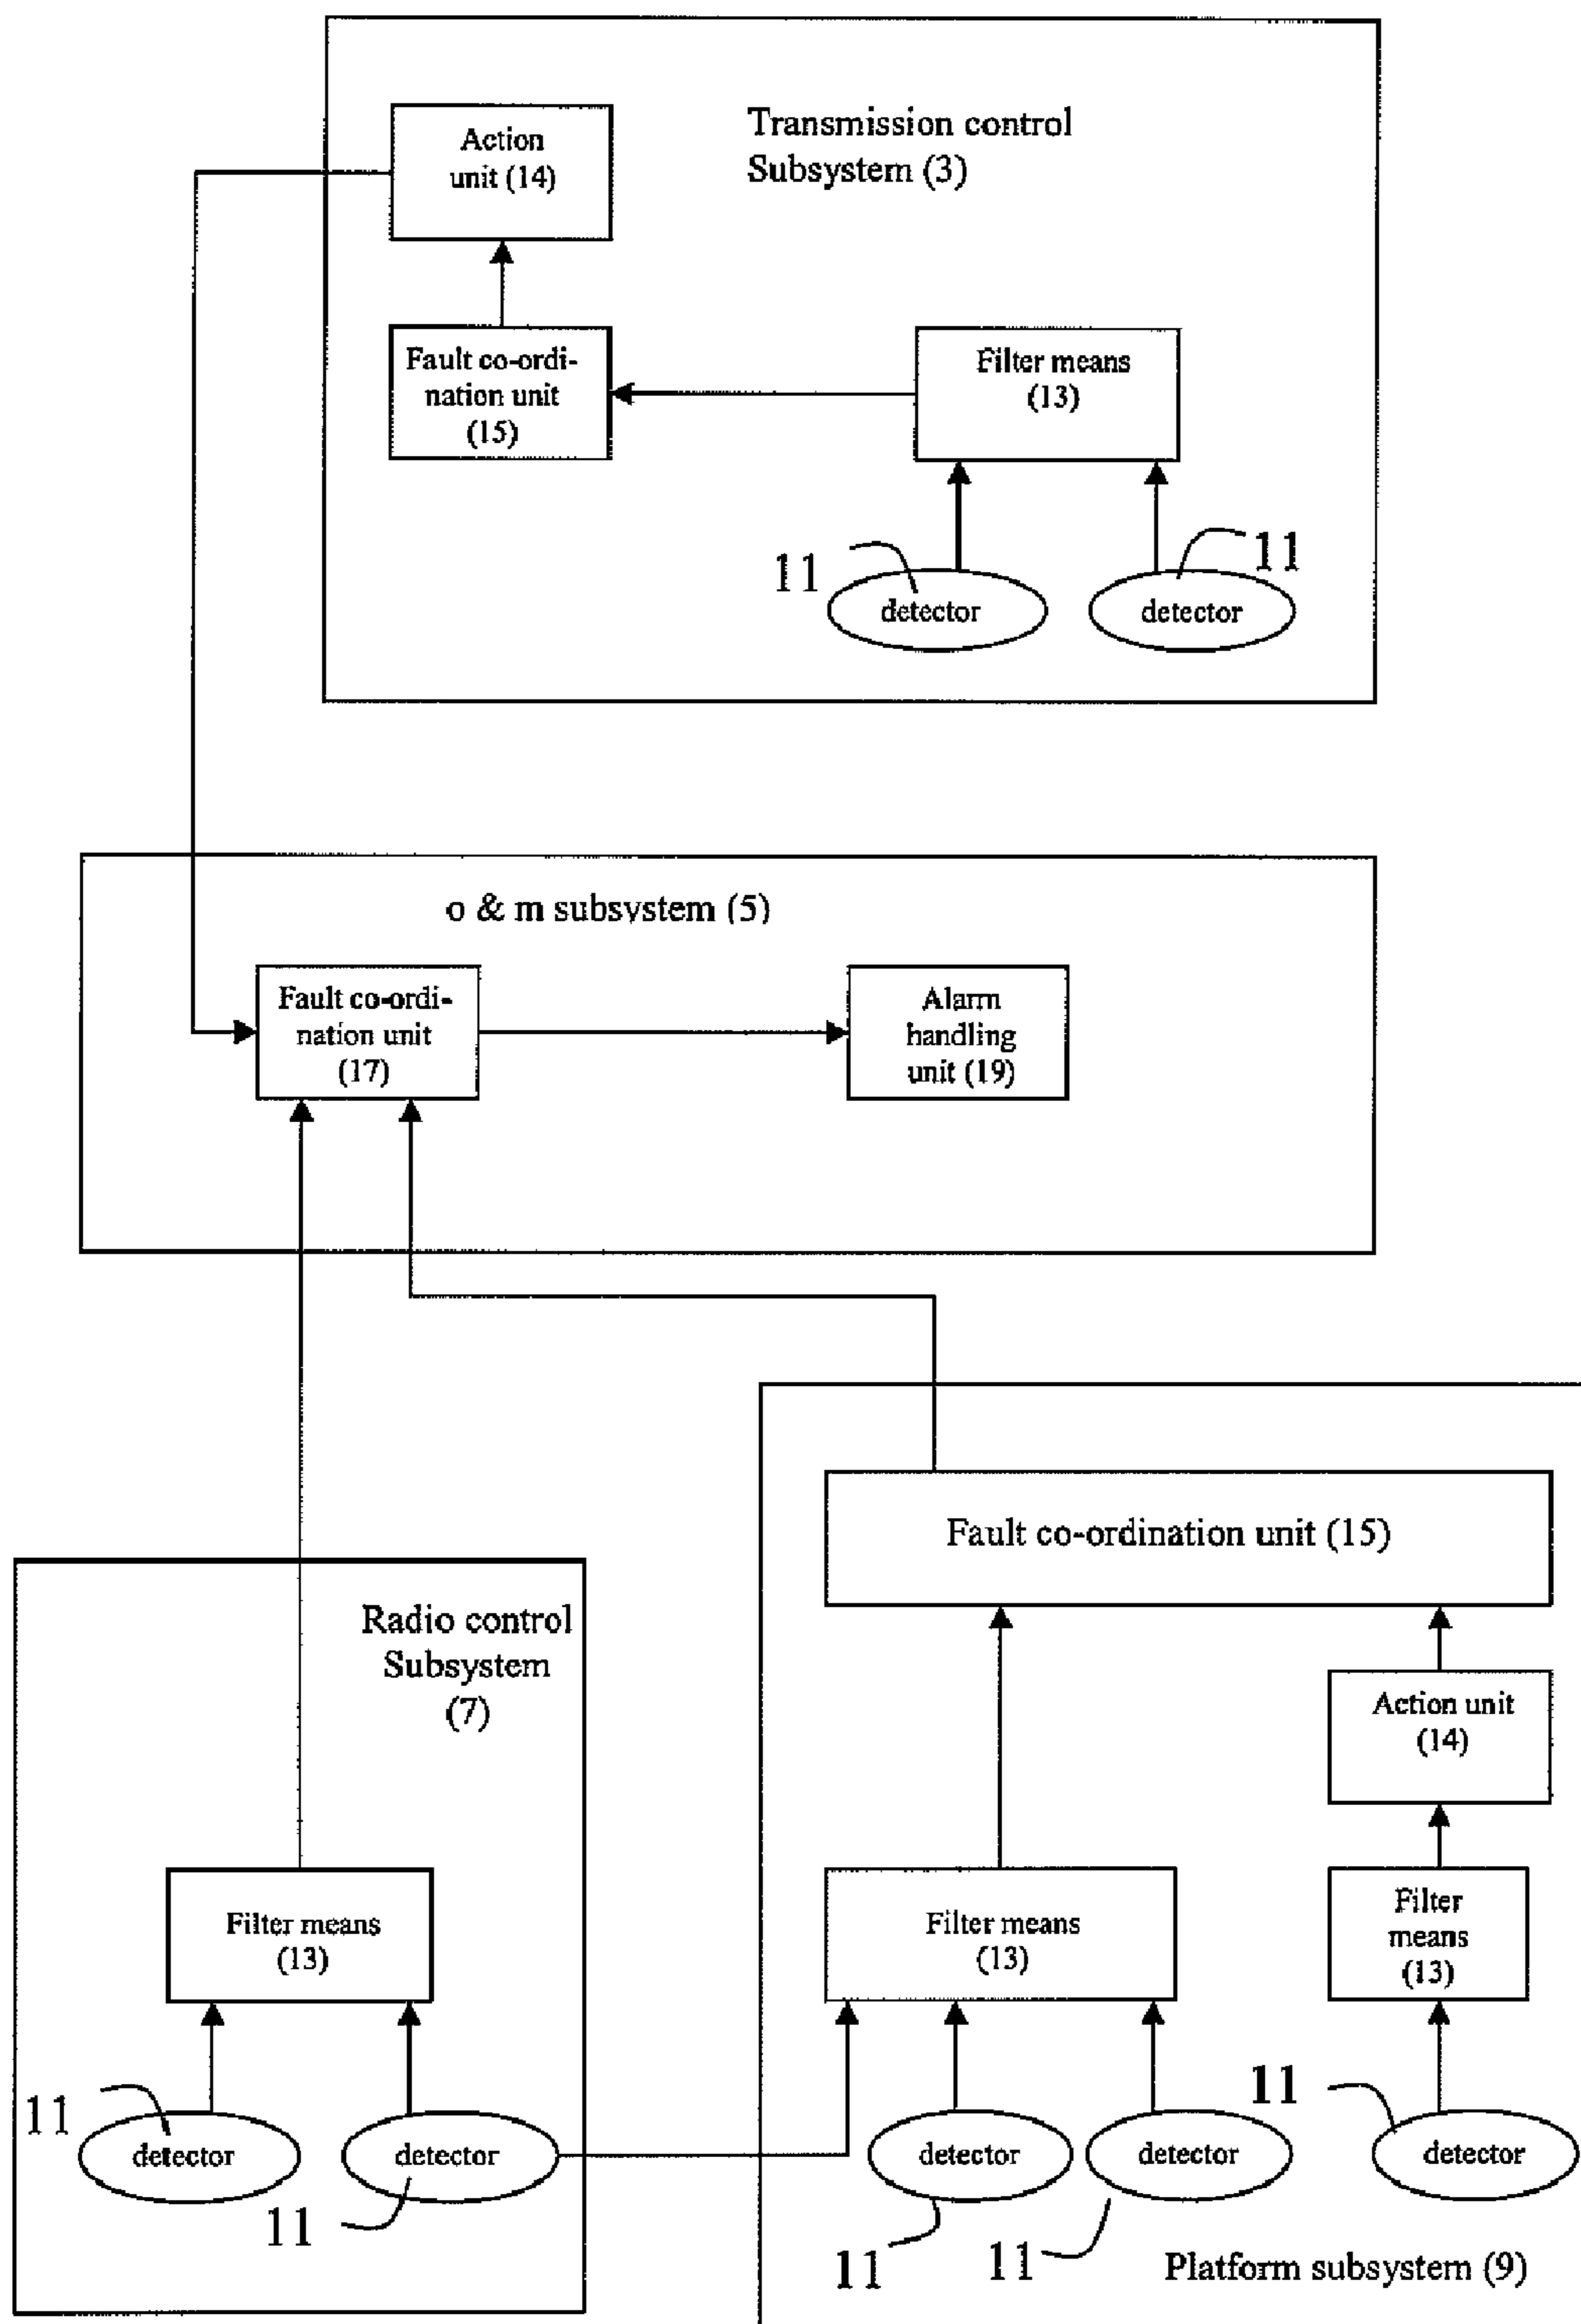 Action
unit (14)
Transmission control
Subsystem (3)
Fault co-ordi-
nation unit
(15)
Filter means
(13)
11
11
detector
detector
o & m subsystem (5)
Fault co-ordi-
nation unit
(17)
Alarm
handling
unit (19)
Fault co-ordination unit (15)
Radio control
Subsystem
(7)
Action unit
(14)
Filter means
(13)
Filter means
(13)
Filter
means
(13)
11
11
detector
detector
detector
detector
detector
11
11
11
Platform subsystem (9)